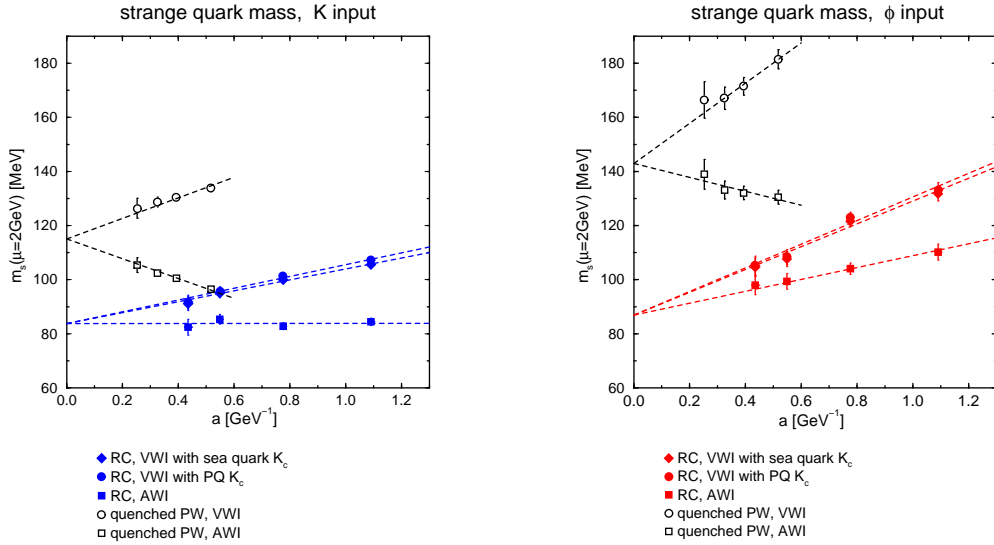 strange quark mass, K input
180
160
140
120
100
80
60
m_s(μ=2GeV) [MeV]
0.0 0.2 0.4 0.6 0.8 1.0 1.2
a [GeV⁻¹]
RC, VWI with sea quark K_c
RC, VWI with PQ K_c
RC, AWI
quenched PW, VWI
quenched PW, AWI
strange quark mass, ϕ input
180
160
140
120
100
80
60
m_s(μ=2GeV) [MeV]
0.0 0.2 0.4 0.6 0.8 1.0 1.2
a [GeV⁻¹]
RC, VWI with sea quark K_c
RC, VWI with PQ K_c
RC, AWI
quenched PW, VWI
quenched PW, AWI